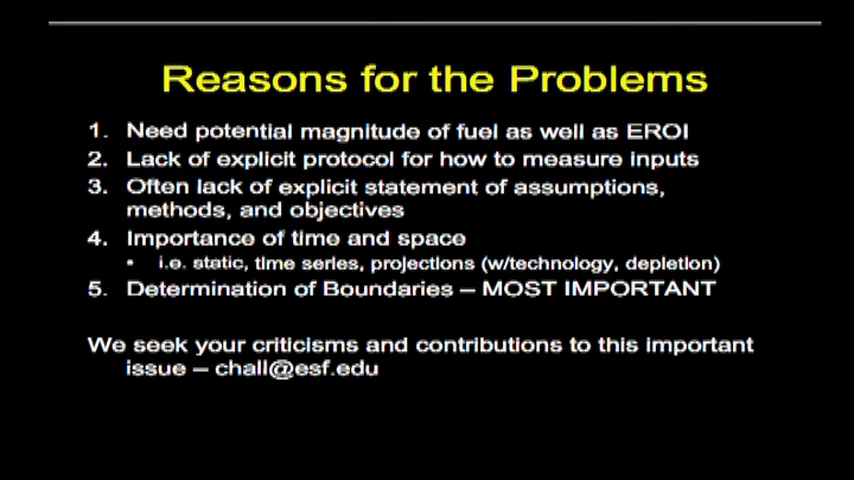 Reasons for the Problems
1. Need potential magnitude of fuel as well as EROI
2. Lack of explicit protocol for how to measure inputs
3. Often lack of explicit statement of assumptions,
methods, and objectives
4. Importance of time and space
• i.e. static, time series, projections (w/technology, depletion)
5. Determination of Boundaries – MOST IMPORTANT
We seek your criticisms and contributions to this important
issue – chall@esf.edu